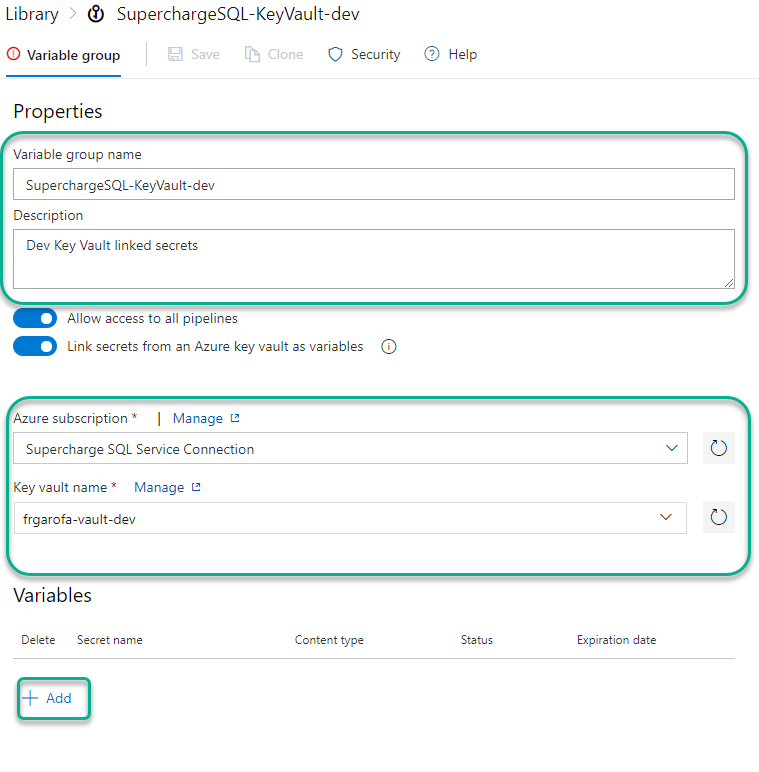 Library > SuperchargeSQL-KeyVault-dev
Variable group | Save Clone Security Help
Properties
Variable group name
SuperchargeSQL-KeyVault-dev
Description
Dev Key Vault linked secrets
Allow access to all pipelines
Link secrets from an Azure key vault as variables
Azure subscription * | Manage
Supercharge SQL Service Connection
Key vault name * Manage
frgarofa-vault-dev
Variables
Delete Secret name Content type Status Expiration date
+ Add